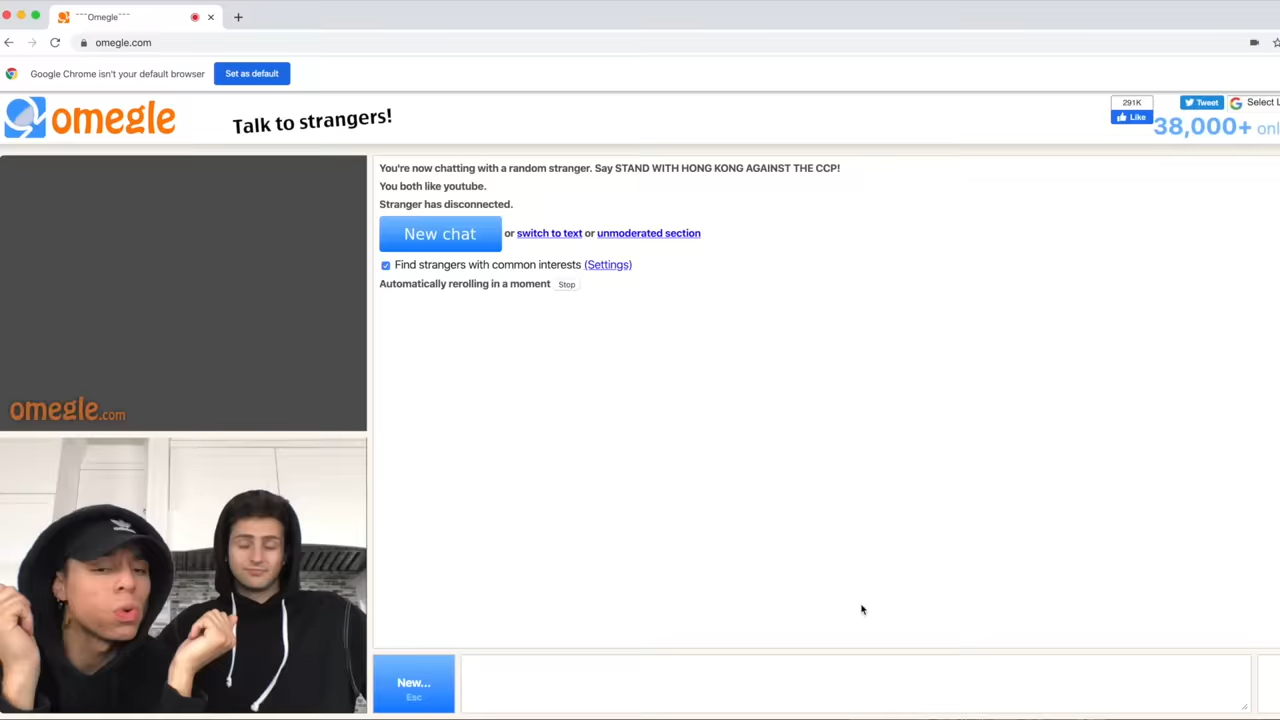 """Omegle"""
omegle.com
Google Chrome isn't your default browser
Set as default
omegle
Talk to strangers!
291K
Like
Tweet
Select L
38,000+ onl
You're now chatting with a random stranger. Say STAND WITH HONG KONG AGAINST THE CCP!
You both like youtube.
Stranger has disconnected.
New chat or switch to text or unmoderated section
Find strangers with common interests (Settings)
Automatically rerolling in a moment Stop
omegle.com
New...
Esc